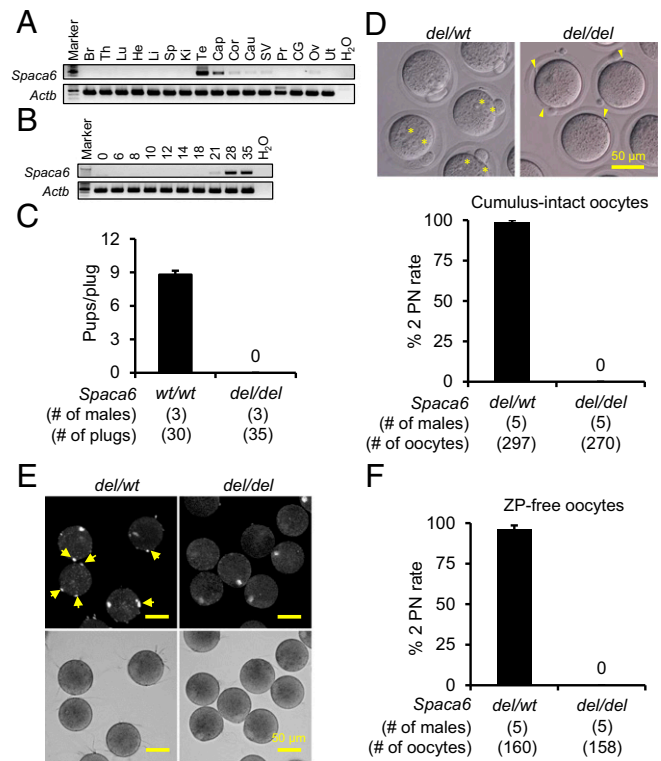 A
Marker Br Th Lu He Li Sp Ki Te Cap Cor Cau SV Pr CG Ov Ut H2O
Spaca6
Actb
B
Marker 0 6 8 10 12 14 18 21 28 35 H2O
Spaca6
Actb
C
Pups/plug
12
9
6
3
0
0
Spaca6 wt/wt del/del
(# of males) (3) (3)
(# of plugs) (30) (35)
D
del/wt del/del
* * * * * * *
50 µm
Cumulus-intact oocytes
% 2 PN rate
100
75
50
25
0
0
Spaca6 del/wt del/del
(# of males) (5) (5)
(# of oocytes) (297) (270)
E
del/wt del/del
50 µm
F
ZP-free oocytes
% 2 PN rate
100
75
50
25
0
0
Spaca6 del/wt del/del
(# of males) (5) (5)
(# of oocytes) (160) (158)